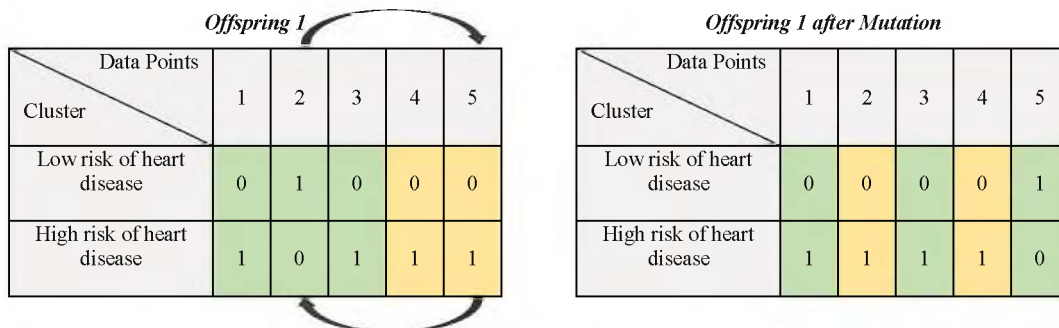 Offspring 1
Data Points
Cluster
1 2 3 4 5
Low risk of heart
disease
0 1 0 0 0
High risk of heart
disease
1 0 1 1 1
Offspring 1 after Mutation
Data Points
Cluster
1 2 3 4 5
Low risk of heart
disease
0 0 0 0 1
High risk of heart
disease
1 1 1 1 0